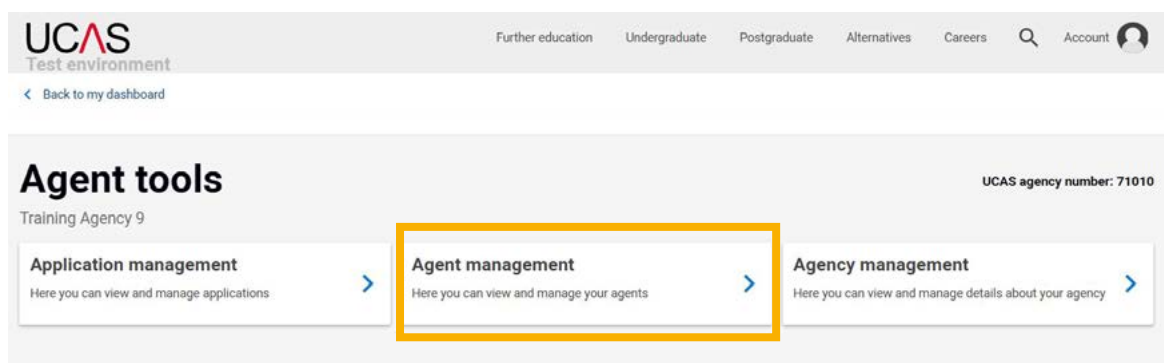 UCAS
Test environment
Further education Undergraduate Postgraduate Alternatives Careers Account
Back to my dashboard
Agent tools
UCAS agency number: 71010
Training Agency 9
Application management
Here you can view and manage applications
Agent management
Here you can view and manage your agents
Agency management
Here you can view and manage details about your agency